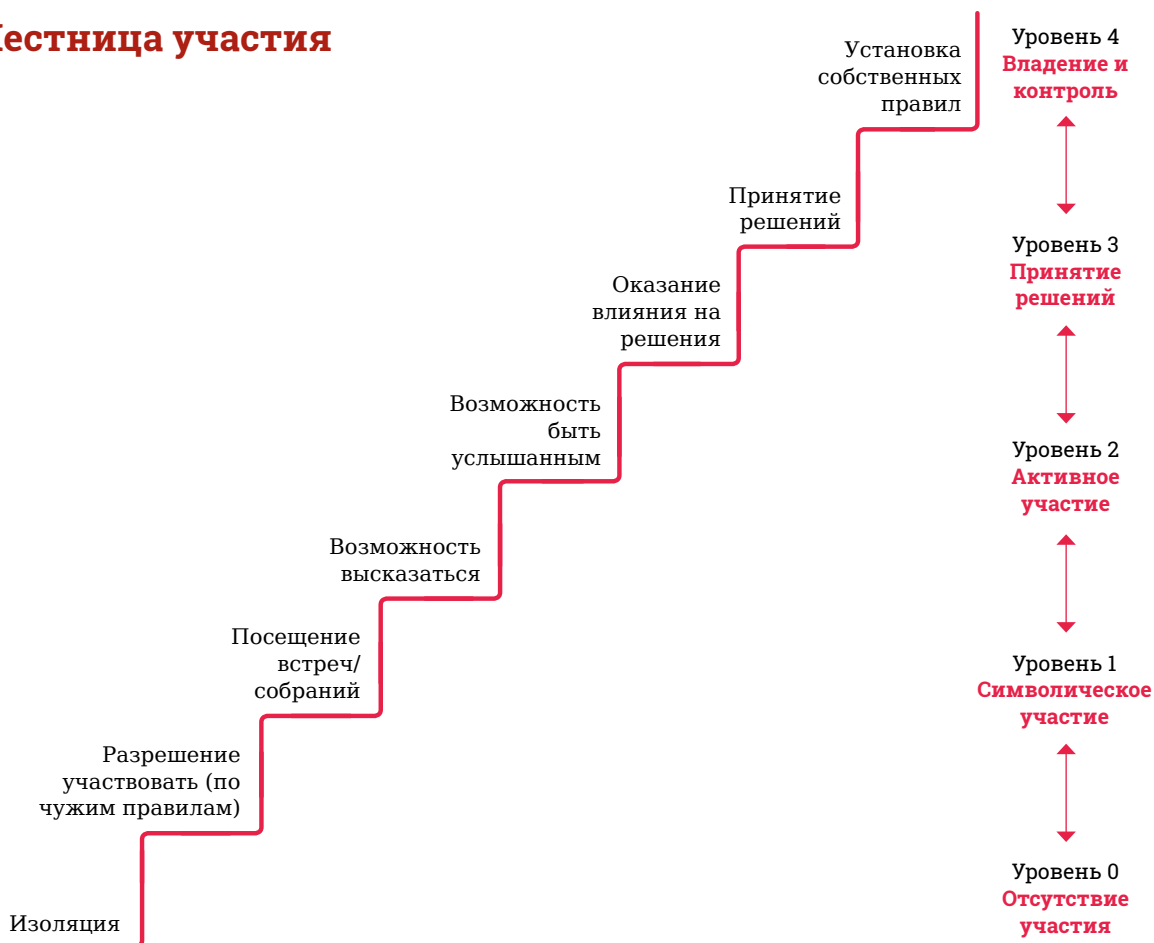 Лестница участия
Установка
собственных
правил
Принятие
решений
Оказание
влияния на
решения
Возможность
быть
услышанным
Возможность
высказаться
Посещение
встреч/
собраний
Разрешение
участвовать (по
чужим правилам)
Изоляция
Уровень 4
Владение и
контроль
Уровень 3
Принятие
решений
Уровень 2
Активное
участие
Уровень 1
Символическое
участие
Уровень 0
Отсутствие
участия